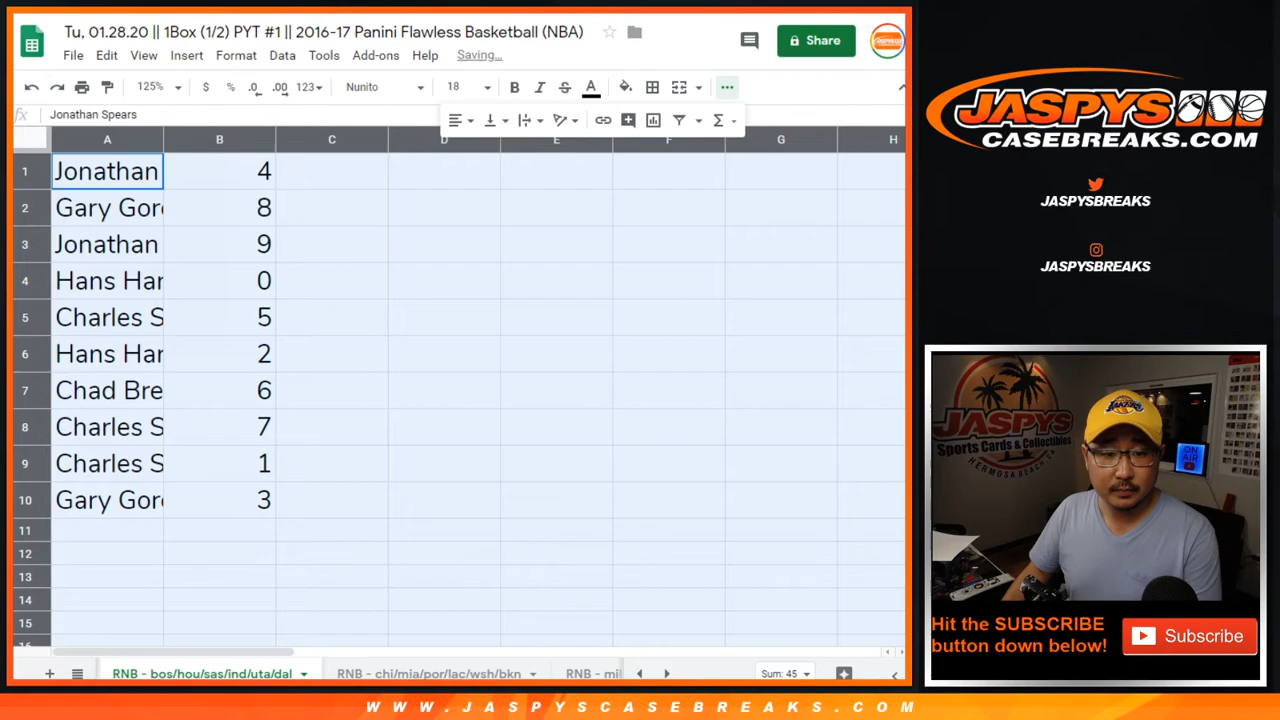 Tu, 01.28.20 || 1Box (1/2) PYT #1 || 2016-17 Panini Flawless Basketball (NBA)
File Edit View Insert Format Data Tools Add-ons Help Saving...
Share
125% $ % .0 .00 123 Nunito 18 B I S A
fx Jonathan Spears
A B C D E F G H
1 Jonathan 4
2 Gary Gor 8
3 Jonathan 9
4 Hans Har 0
5 Charles S 5
6 Hans Har 2
7 Chad Bre 6
8 Charles S 7
9 Charles S 1
10 Gary Gor 3
11
12
13
14
15
RNB - bos/hou/sas/ind/uta/dal RNB - chi/mia/por/lac/wsh/bkn RNB - mi Sum: 45
JASPYS
CASEBREAKS.COM
JASPYSBREAKS
JASPYSBREAKS
JASPYS
Sports Cards & Collectibles
HERMOSA BEACH, CA
LAKERS
ON
AIR
Hit the SUBSCRIBE
button down below!
Subscribe
WWW.JASPYSCASEBREAKS.COM